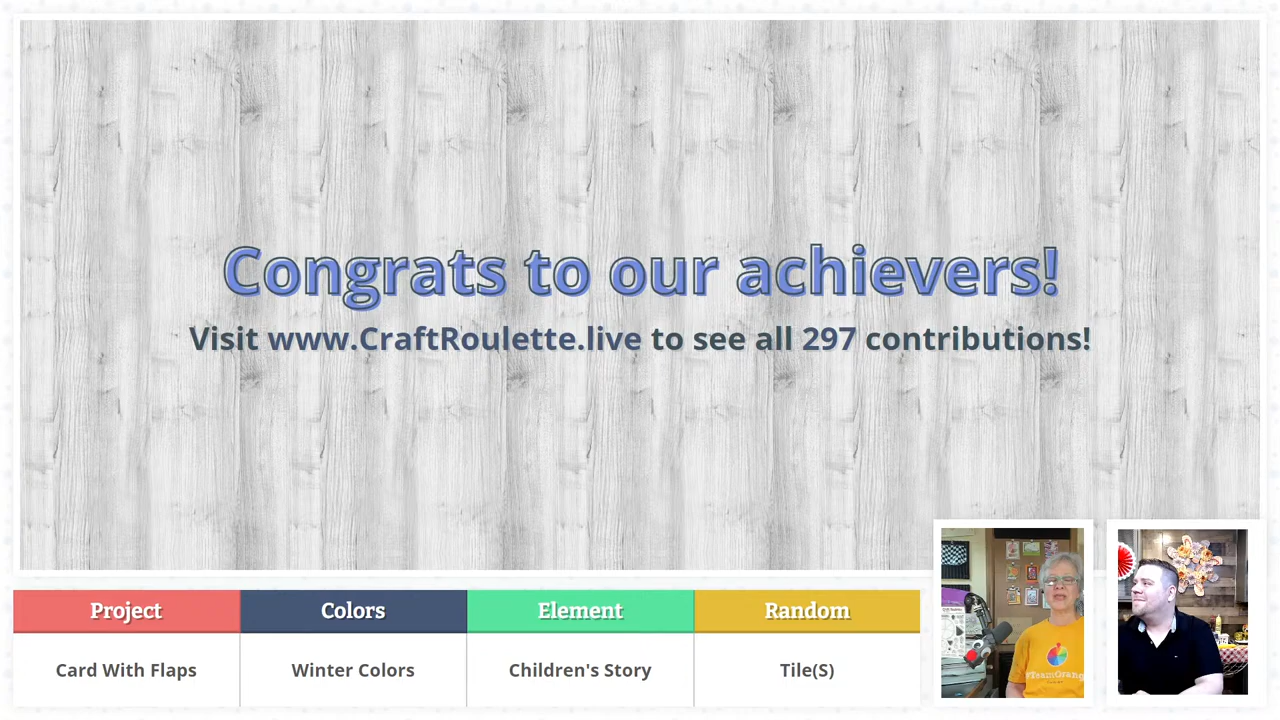 Congrats to our achievers!
Visit www.CraftRoulette.live to see all 297 contributions!
Project
Colors
Element
Random
Card With Flaps
Winter Colors
Children's Story
Tile(S)